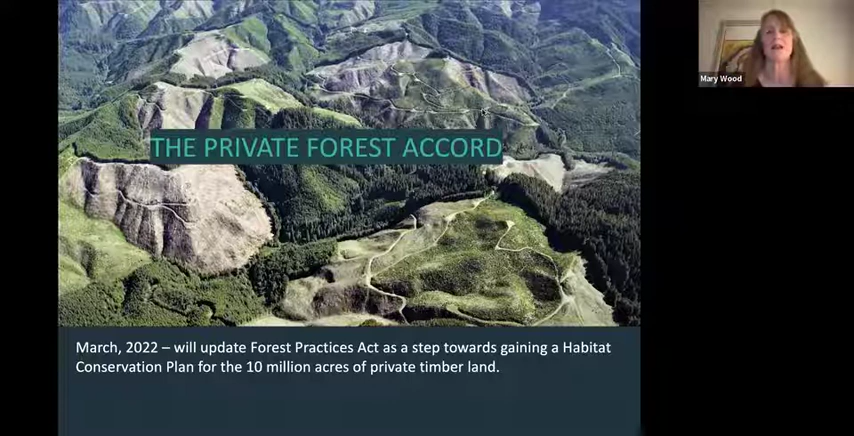 THE PRIVATE FOREST ACCORD
Mary Wood
March, 2022 – will update Forest Practices Act as a step towards gaining a Habitat
Conservation Plan for the 10 million acres of private timber land.